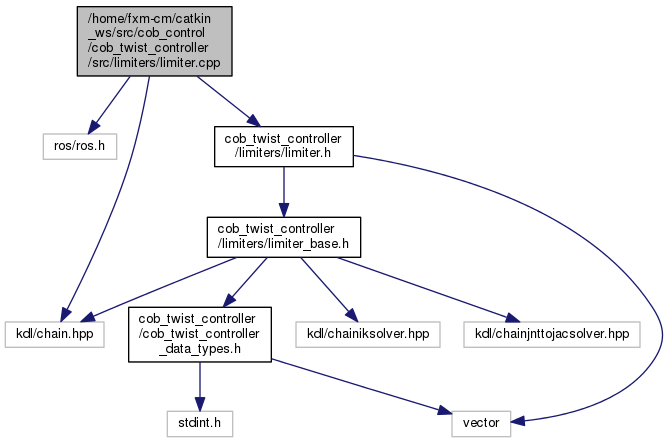 /home/fxm-cm/catkin
_ws/src/cob_control
/cob_twist_controller
/src/limiters/limiter.cpp
ros/ros.h
cob_twist_controller
/limiters/limiter.h
cob_twist_controller
/limiters/limiter_base.h
kdl/chain.hpp
cob_twist_controller
/cob_twist_controller
_data_types.h
kdl/chainiksolver.hpp
kdl/chainjnttojacsolver.hpp
stdint.h
vector